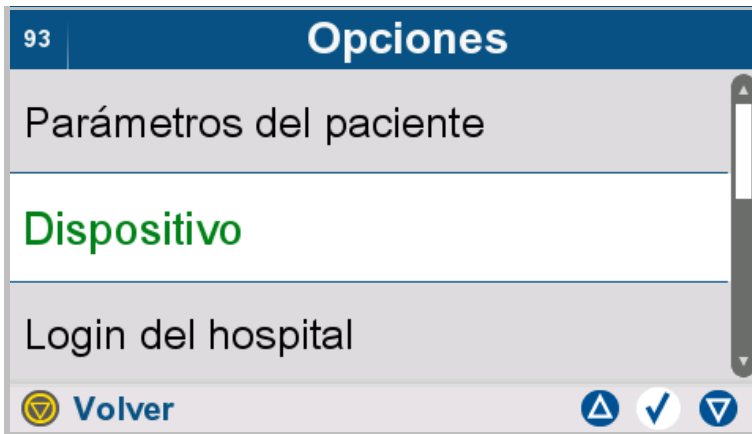 93
Opciones
Parámetros del paciente
Dispositivo
Login del hospital
Volver